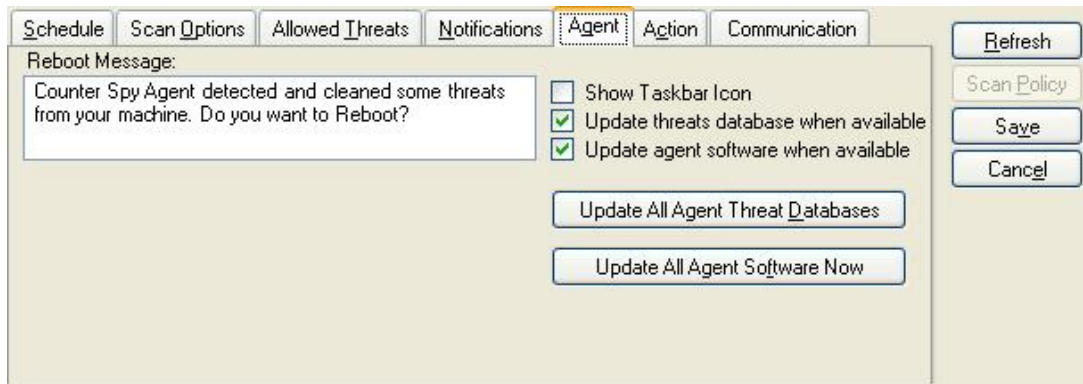 Schedule Scan Options Allowed Threats Notifications Agent Action Communication
Refresh
Reboot Message:
Scan Policy
Counter Spy Agent detected and cleaned some threats
from your machine. Do you want to Reboot?
Show Taskbar Icon
Update threats database when available
Save
Update agent software when available
Cancel
Update All Agent Threat Databases
Update All Agent Software Now